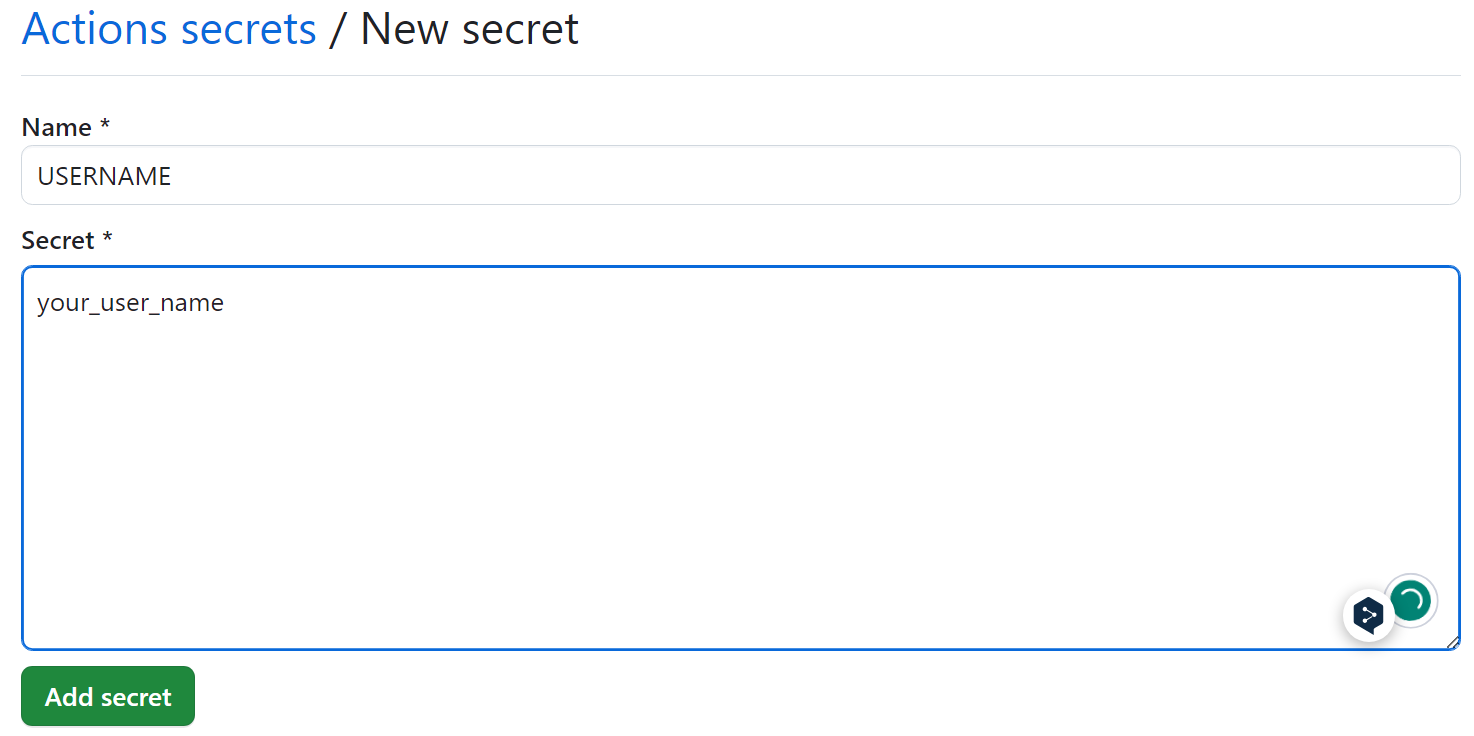 Actions secrets / New secret
Name *
USERNAME
Secret *
your_user_name
Add secret